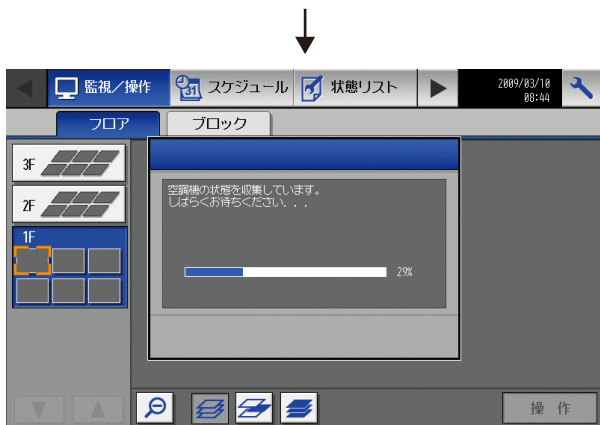 監視／操作
31
スケジュール
状態リスト
2009/03/10
08:44
フロア
ブロック
3F
2F
1F
空調機の状態を収集しています。
しばらくお待ちください．．．
29%
操 作